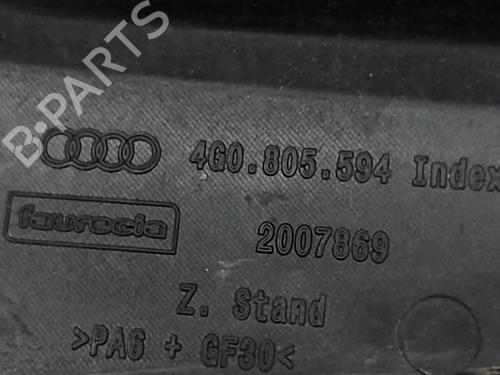 B-PARTS
4G0.805.594 Index
faurecia 2007869
Z. Stand
>PA6 + GF30<